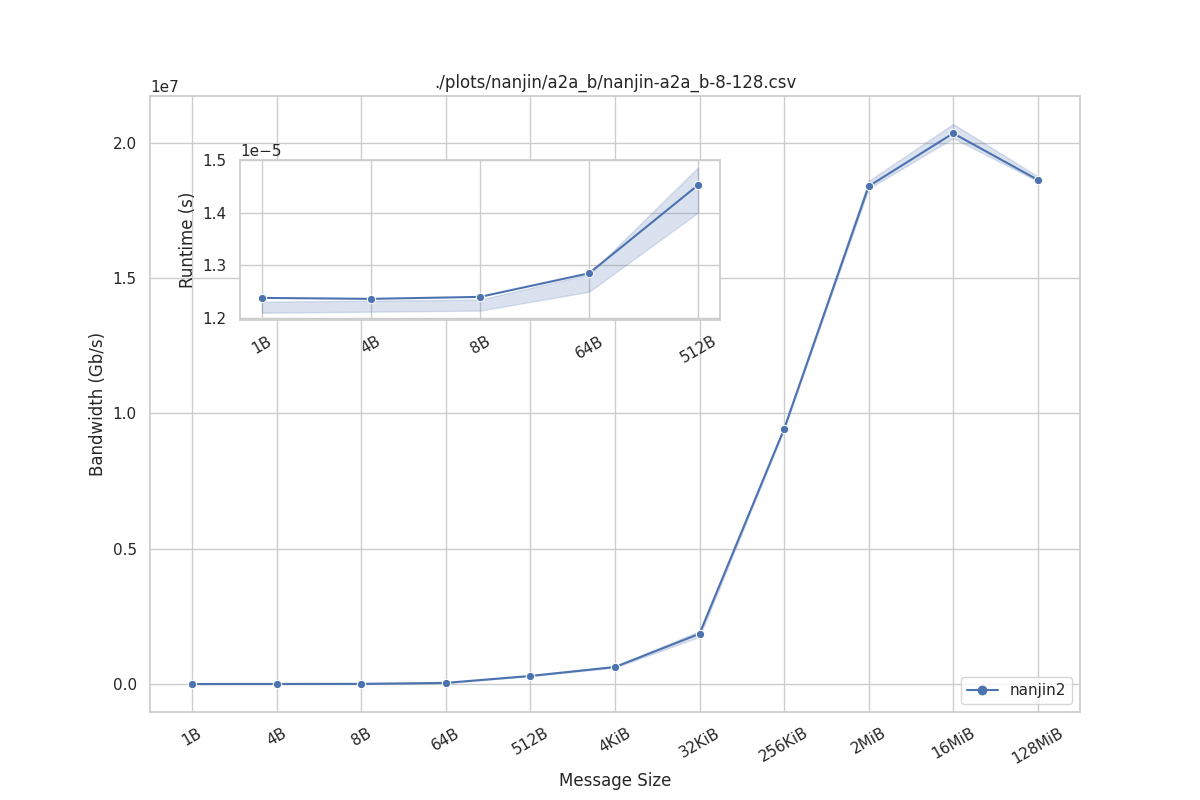 ./plots/nanjin/a2a_b/nanjin-a2a_b-8-128.csv
1e7
2.0
1.5
1.0
0.5
0.0
Bandwidth (Gb/s)
1e−5
1.5
1.4
1.3
1.2
Runtime (s)
1B 4B 8B 64B 512B
nanjin2
1B 4B 8B 64B 512B 4KiB 32KiB 256KiB 2MiB 16MiB 128MiB
Message Size